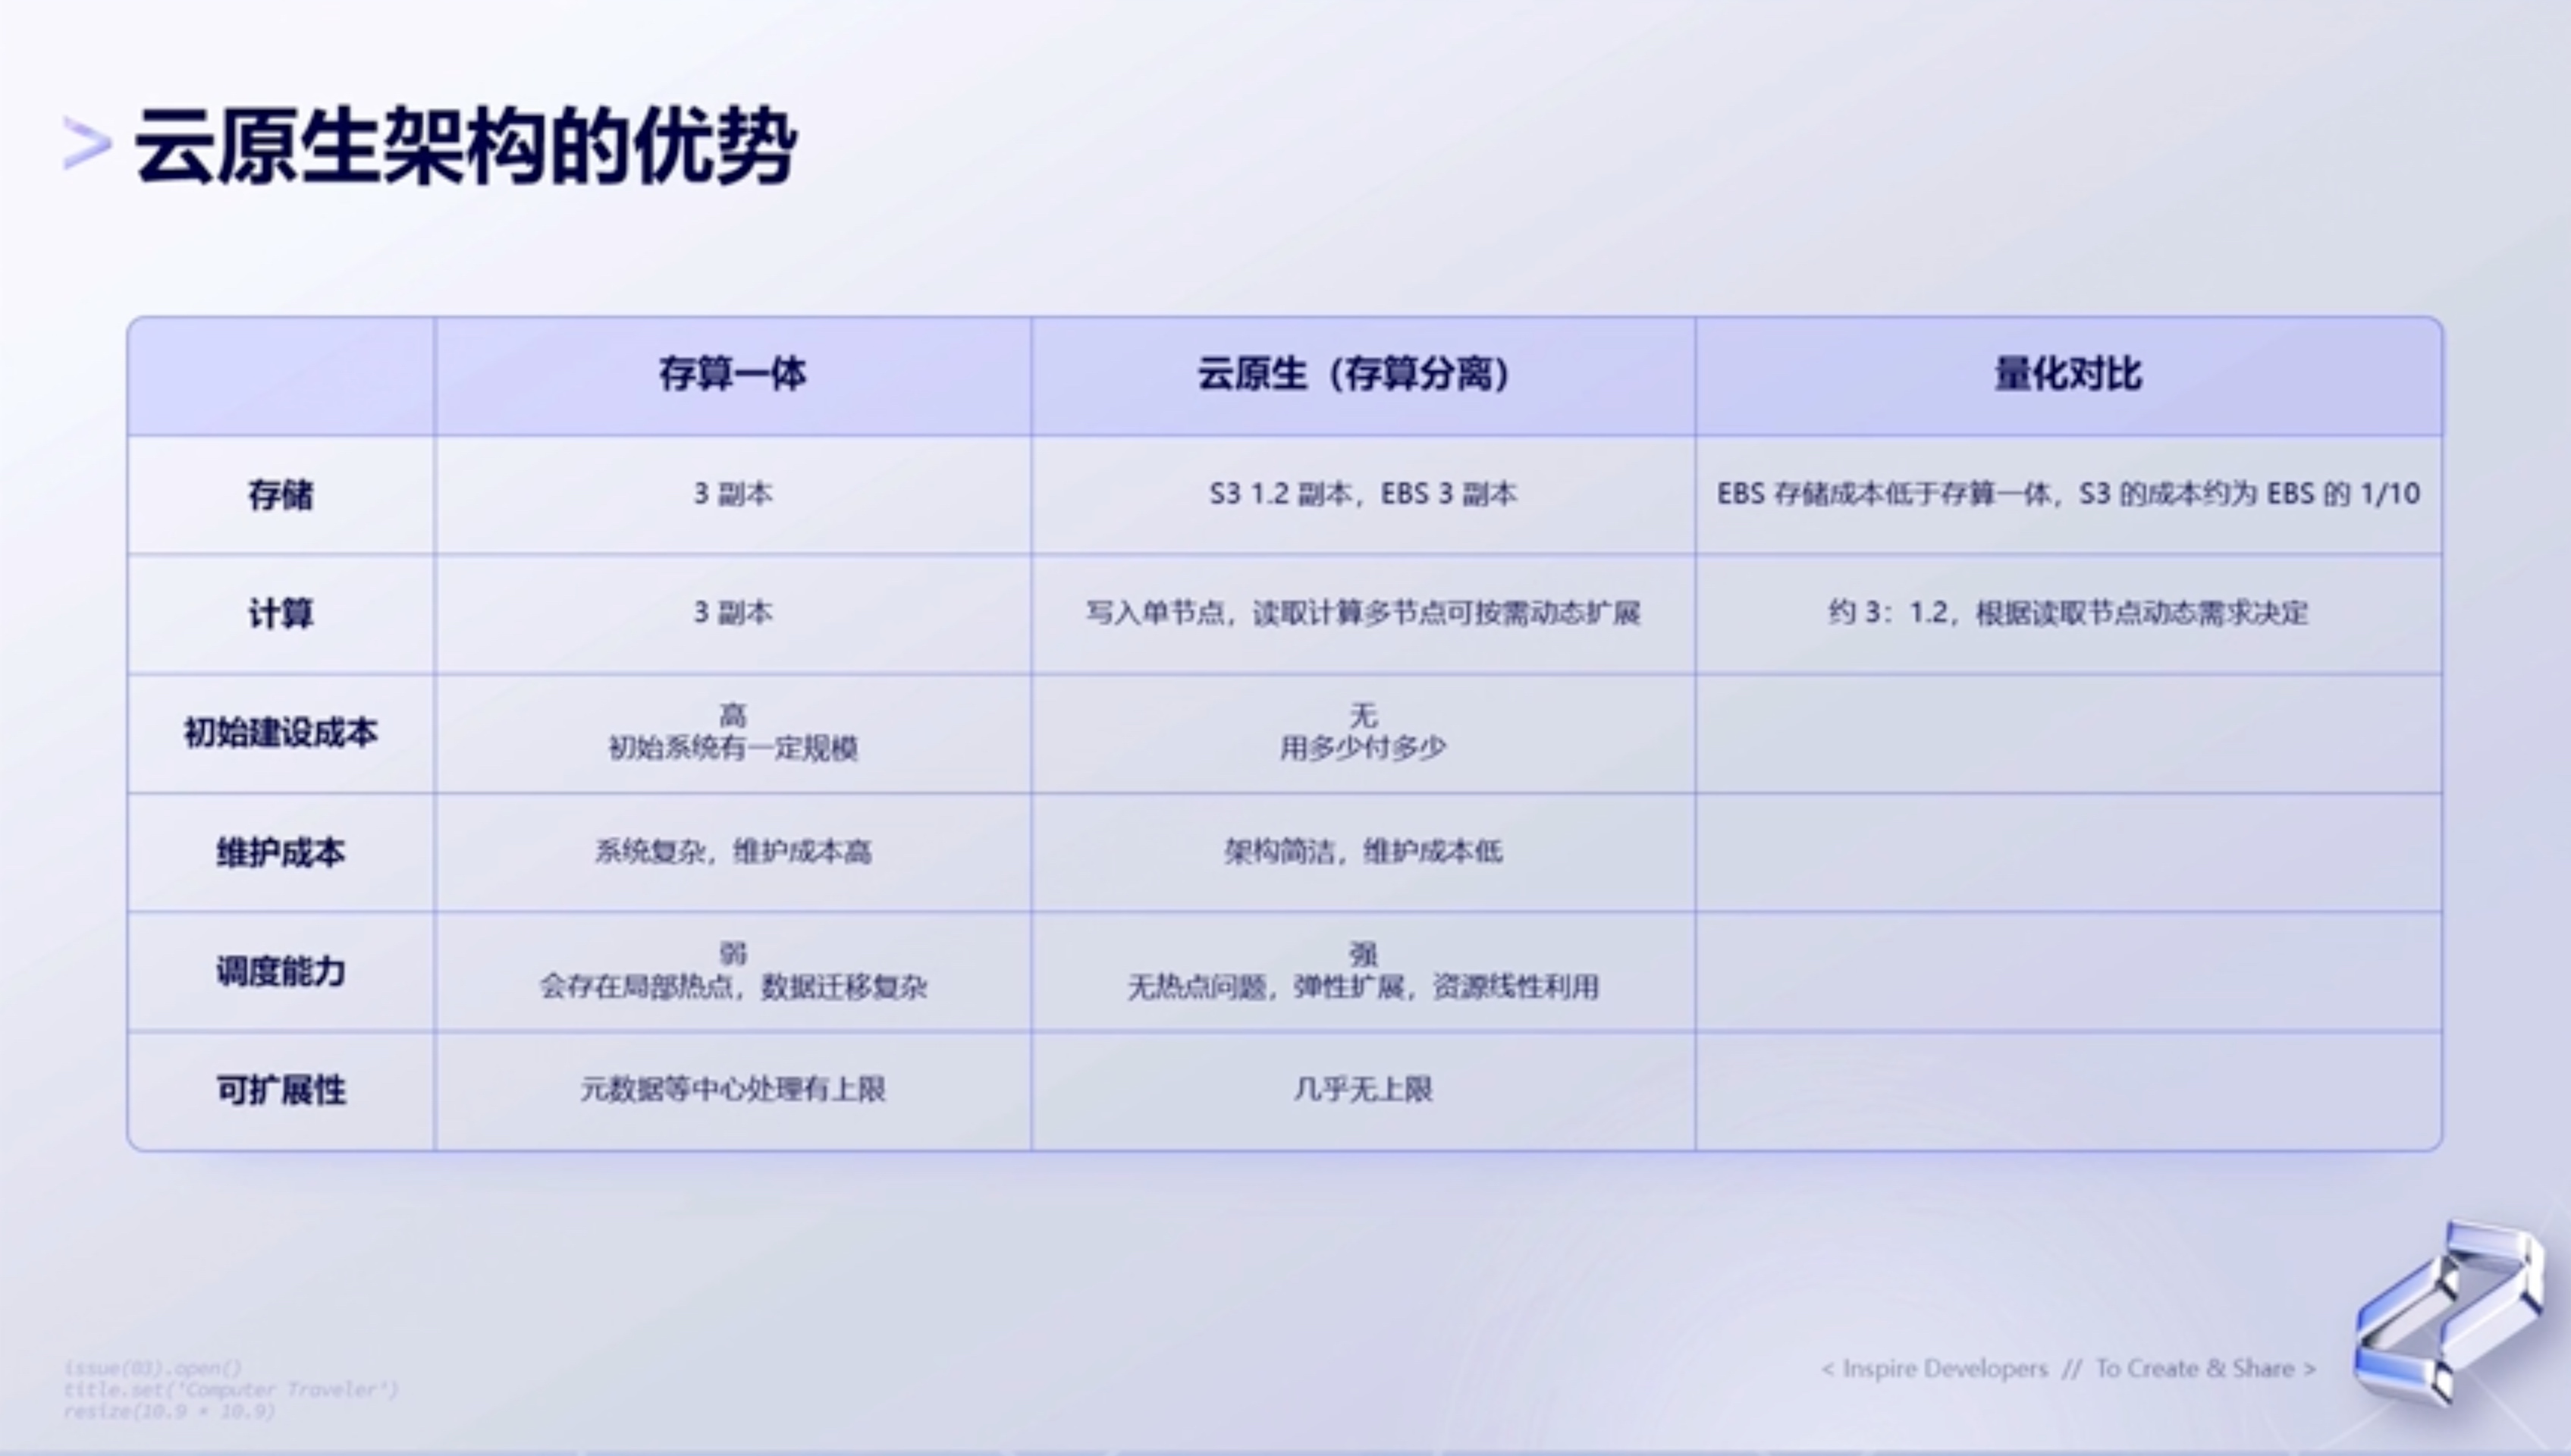 > 云原生架构的优势
存算一体 云原生（存算分离） 量化对比
存储 3 副本 S3 1.2 副本，EBS 3 副本 EBS 存储成本低于存算一体，S3 的成本约为 EBS 的 1/10
计算 3 副本 写入单节点，读取计算多节点可按需动态扩展 约 3：1.2，根据读取节点动态需求决定
初始建设成本
高
初始系统有一定规模
无
用多少付多少
维护成本 系统复杂，维护成本高 架构简洁，维护成本低
调度能力
弱
会存在局部热点，数据迁移复杂
强
无热点问题，弹性扩展，资源线性利用
可扩展性 元数据等中心处理有上限 几乎无上限
issue(03).open()
title.set('Computer Traveler')
resize(10.9 * 10.9)
< Inspire Developers // To Create & Share >